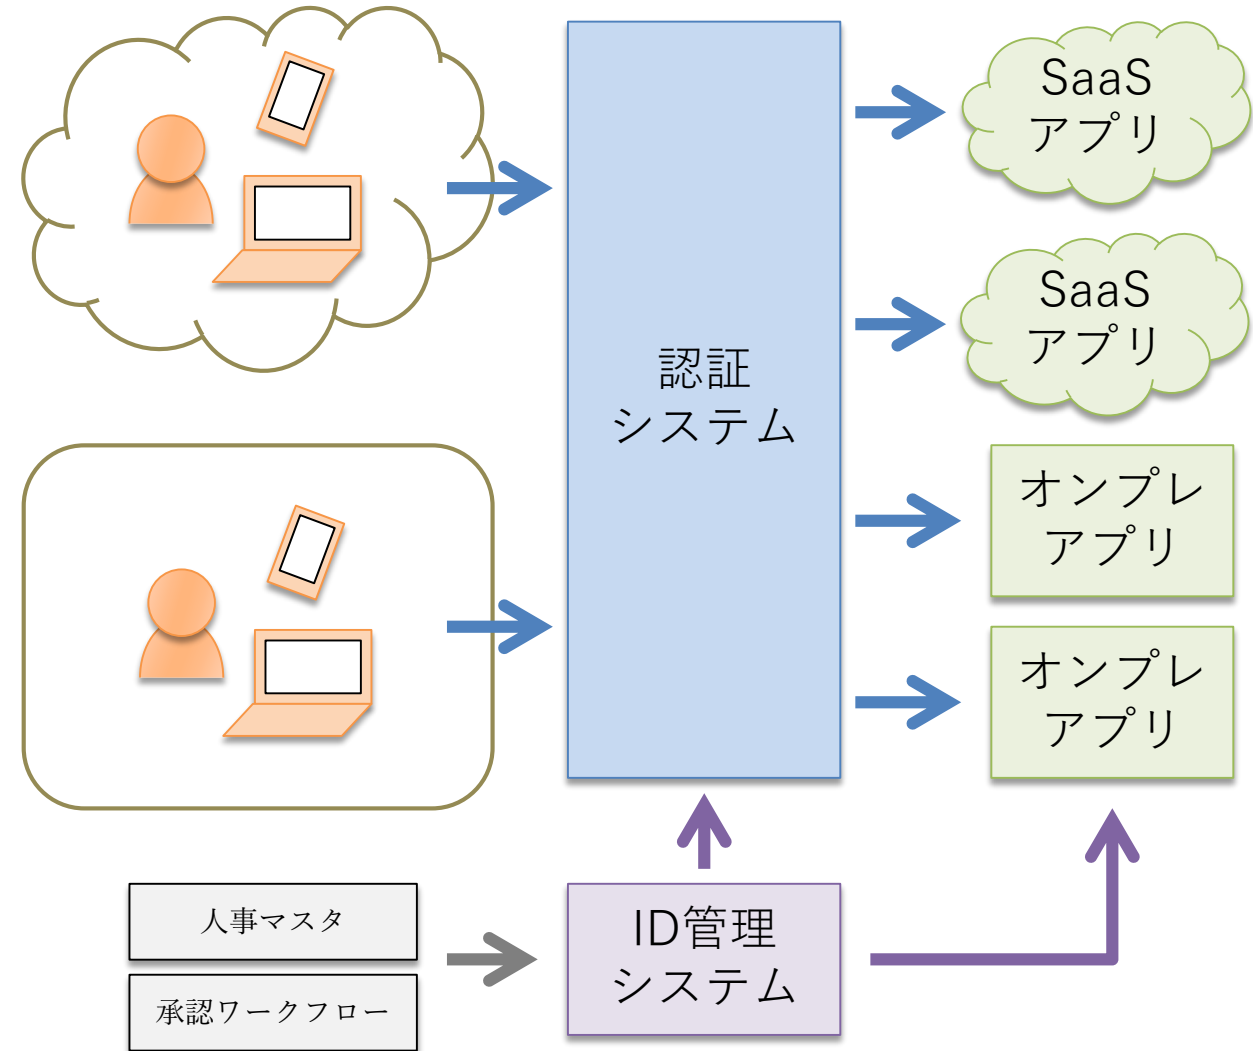 SaaS
アプリ
SaaS
アプリ
認証
システム
オンプレ
アプリ
オンプレ
アプリ
人事マスタ
承認ワークフロー
ID管理
システム